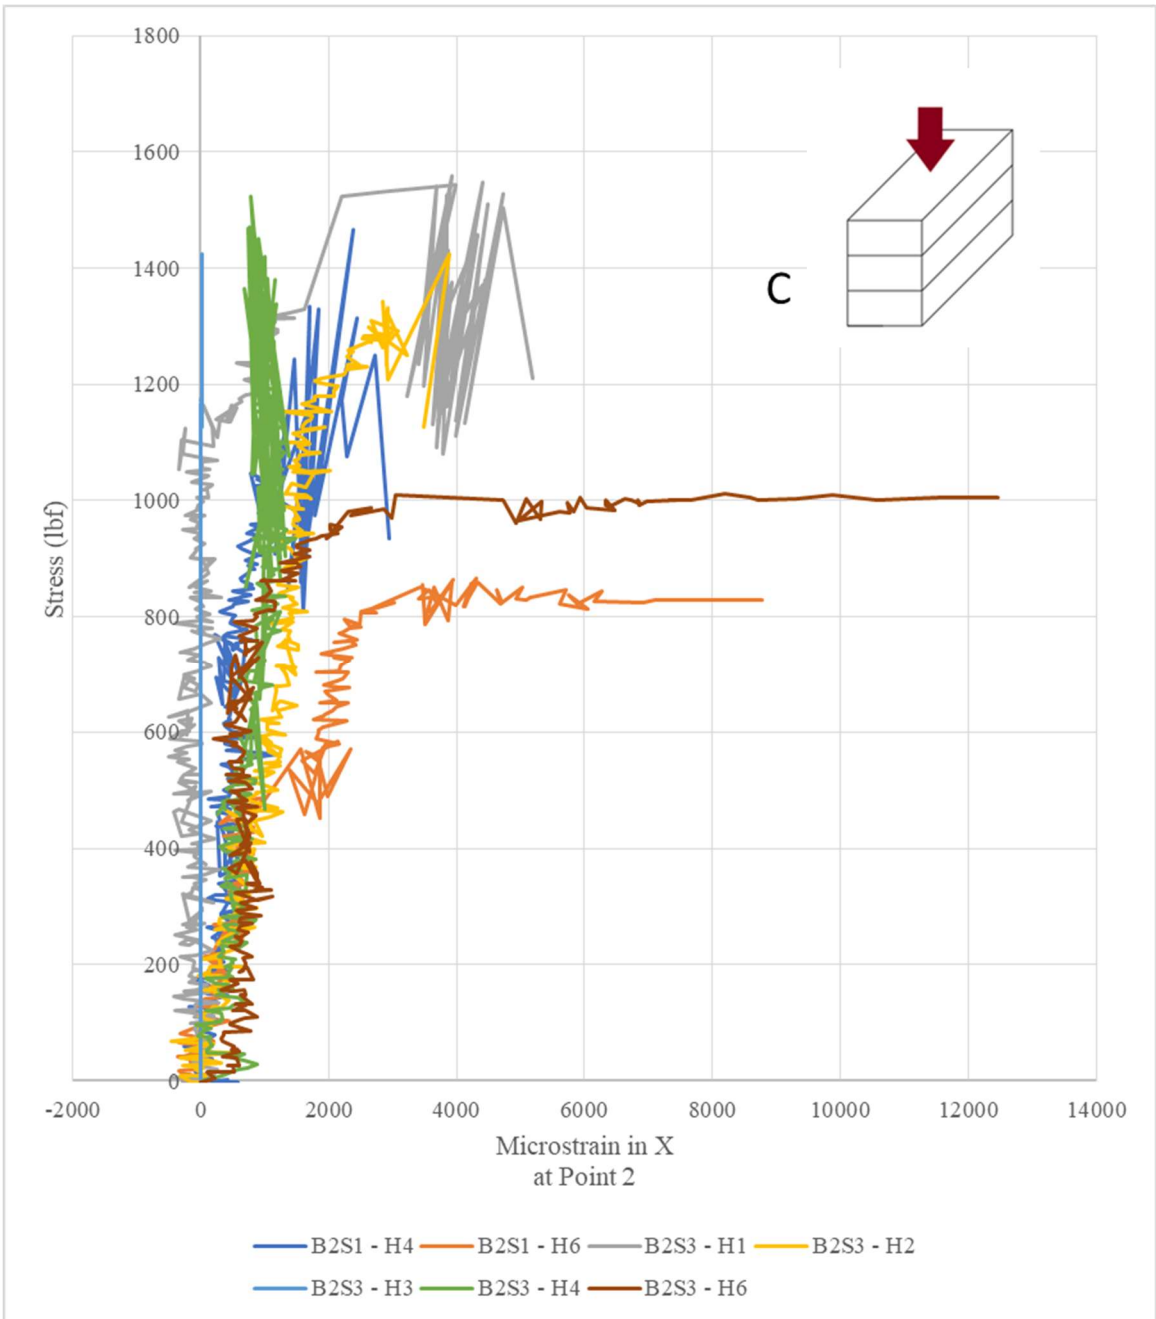 1800
1600
1400
1200
1000
800
600
400
200
0
Stress (lbf)
C
-2000 0 2000 4000 6000 8000 10000 12000 14000
Microstrain in X
at Point 2
B2S1 - H4 B2S1 - H6 B2S3 - H1 B2S3 - H2
B2S3 - H3 B2S3 - H4 B2S3 - H6